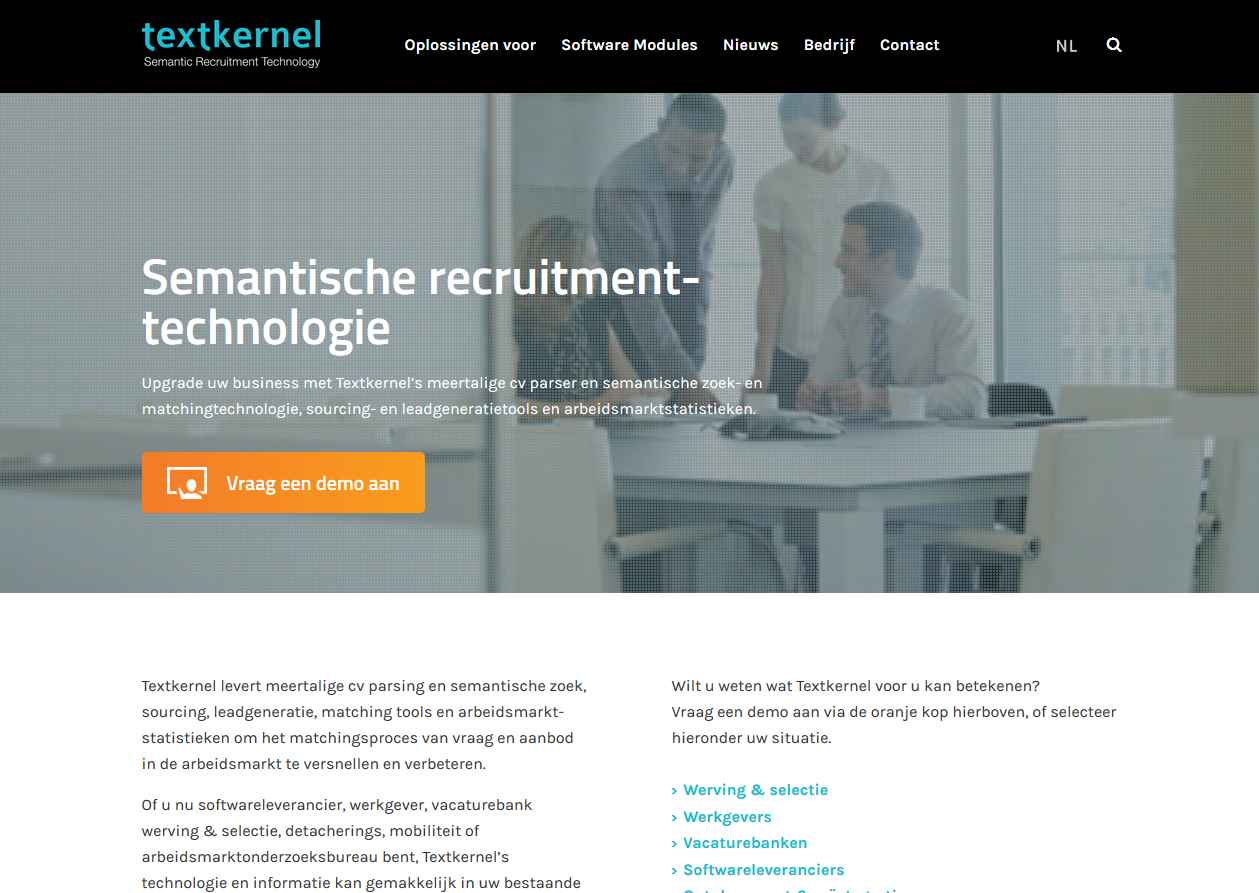 textkernel
Semantic Recruitment Technology
Oplossingen voor
Software Modules
Nieuws
Bedrijf
Contact
NL
Semantische recruitment-
technologie
Upgrade uw business met Textkernel’s meertalige cv parser en semantische zoek- en
matchingtechnologie, sourcing- en leadgeneratietools en arbeidsmarktstatistieken.
Vraag een demo aan
Textkernel levert meertalige cv parsing en semantische zoek,
sourcing, leadgeneratie, matching tools en arbeidsmarkt-
statistieken om het matchingsproces van vraag en aanbod
in de arbeidsmarkt te versnellen en verbeteren.
Of u nu softwareleverancier, werkgever, vacaturebank
werving & selectie, detacherings, mobiliteit of
arbeidsmarktonderzoeksbureau bent, Textkernel’s
technologie en informatie kan gemakkelijk in uw bestaande
Wilt u weten wat Textkernel voor u kan betekenen?
Vraag een demo aan via de oranje kop hierboven, of selecteer
hieronder uw situatie.
› Werving & selectie
› Werkgevers
› Vacaturebanken
› Softwareleveranciers